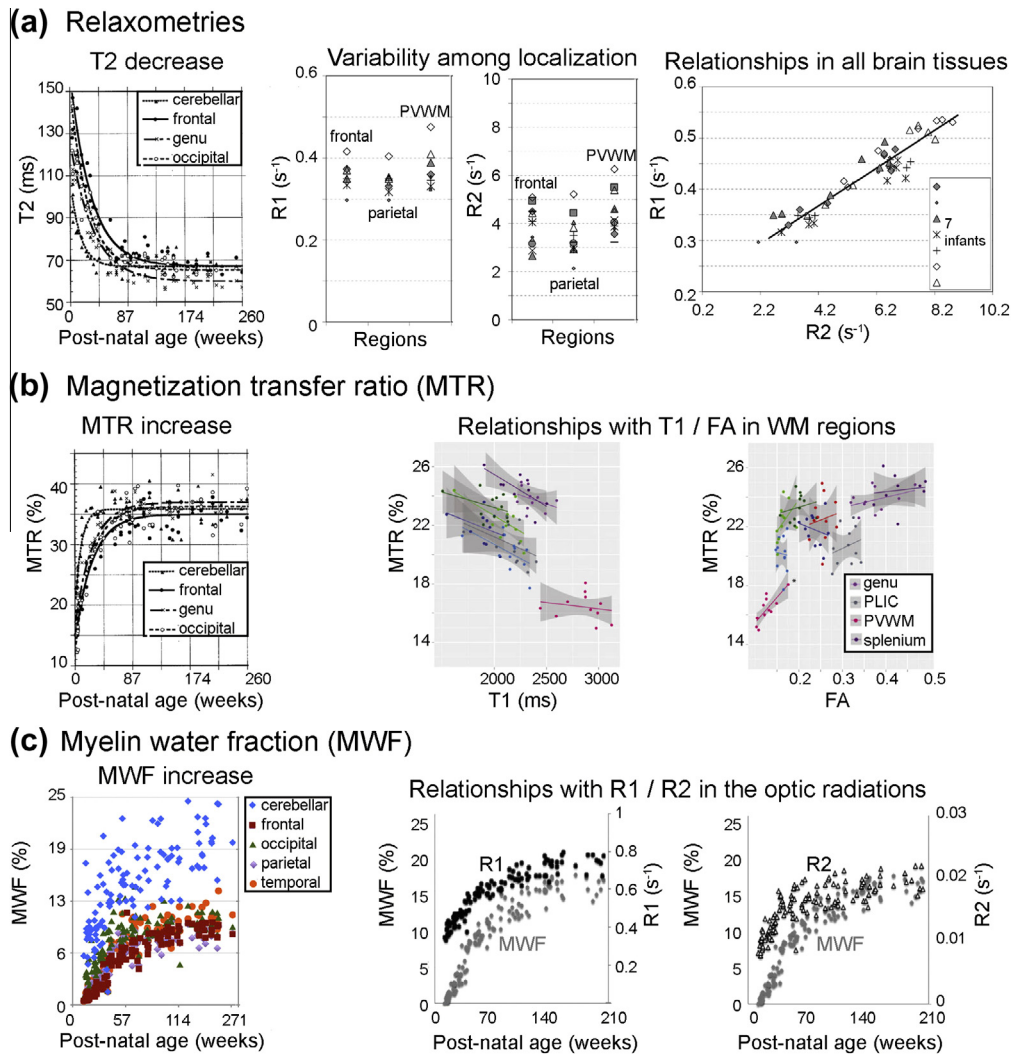 (a) Relaxometries
T2 decrease
Variability among localization
Relationships in all brain tissues
150
130
110
90
70
50
T2 (ms)
cerebellar
frontal
genu
occipital
0 87 174 260
Post-natal age (weeks)
0.6
0.4
0.2
0
R1 (s⁻¹)
frontal
PVWM
parietal
Regions
10
8
6
4
2
0
R2 (s⁻¹)
frontal
PVWM
parietal
Regions
0.6
0.5
0.4
0.3
0.2
R1 (s⁻¹)
7
infants
0.2 2.2 4.2 6.2 8.2 10.2
R2 (s⁻¹)
(b) Magnetization transfer ratio (MTR)
MTR increase
Relationships with T1 / FA in WM regions
40
30
20
10
MTR (%)
cerebellar
frontal
genu
occipital
0 87 172 260
Post-natal age (weeks)
26
24
22
18
16
14
MTR (%)
2000 2500 3000
T1 (ms)
26
24
22
18
16
14
MTR (%)
genu
PLIC
PVWM
splenium
0.2 0.3 0.4 0.5
FA
(c) Myelin water fraction (MWF)
MWF increase
Relationships with R1 / R2 in the optic radiations
25
19
13
6
0
MWF (%)
cerebellar
frontal
occipital
parietal
temporal
0 57 114 271
Post-natal age (weeks)
25
20
15
10
5
0
MWF (%)
R1
MWF
1
0.8
0.6
0.4
0.2
0
R1 (s⁻¹)
0 70 140 210
Post-natal age (weeks)
25
20
15
10
5
0
MWF (%)
R2
MWF
0.03
0.02
0.01
0
R2 (s⁻¹)
0 70 140 210
Post-natal age (weeks)